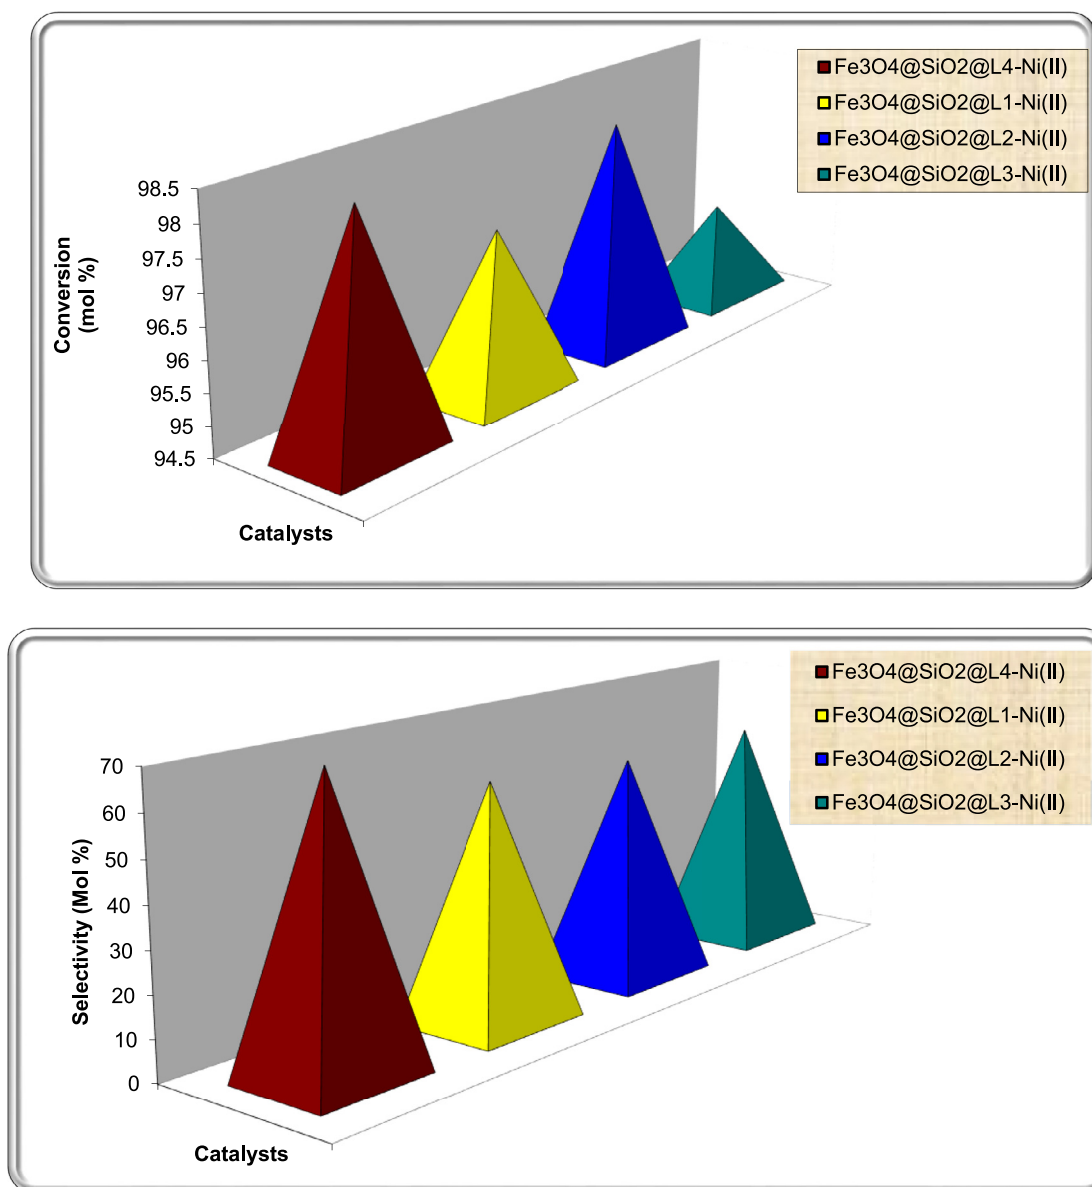 Fe3O4@SiO2@L4-Ni(II)
Fe3O4@SiO2@L1-Ni(II)
Fe3O4@SiO2@L2-Ni(II)
Fe3O4@SiO2@L3-Ni(II)
Conversion
(mol %)
98.5
98
97.5
97
96.5
96
95.5
95
94.5
Catalysts
Fe3O4@SiO2@L4-Ni(II)
Fe3O4@SiO2@L1-Ni(II)
Fe3O4@SiO2@L2-Ni(II)
Fe3O4@SiO2@L3-Ni(II)
Selectivity (Mol %)
70
60
50
40
30
20
10
0
Catalysts